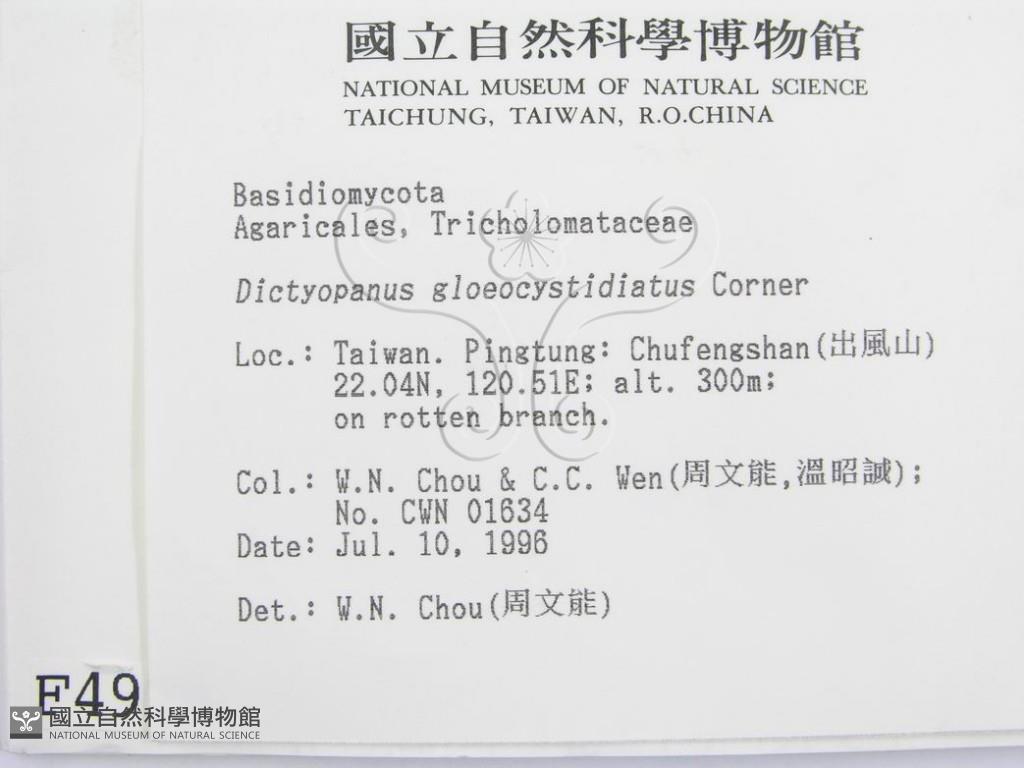 國立自然科學博物館
NATIONAL MUSEUM OF NATURAL SCIENCE
TAICHUNG, TAIWAN, R.O.CHINA
Basidiomycota
Agaricales, Tricholomataceae
Dictyopanus gloeocystidiatus Corner
Loc.: Taiwan. Pingtung: Chufengshan(出風山)
22.04N, 120.51E; alt. 300m;
on rotten branch.
Col.: W.N. Chou & C.C. Wen(周文能,溫昭誠);
No. CWN 01634
Date: Jul. 10, 1996
Det.: W.N. Chou(周文能)
F49
國立自然科學博物館
NATIONAL MUSEUM OF NATURAL SCIENCE